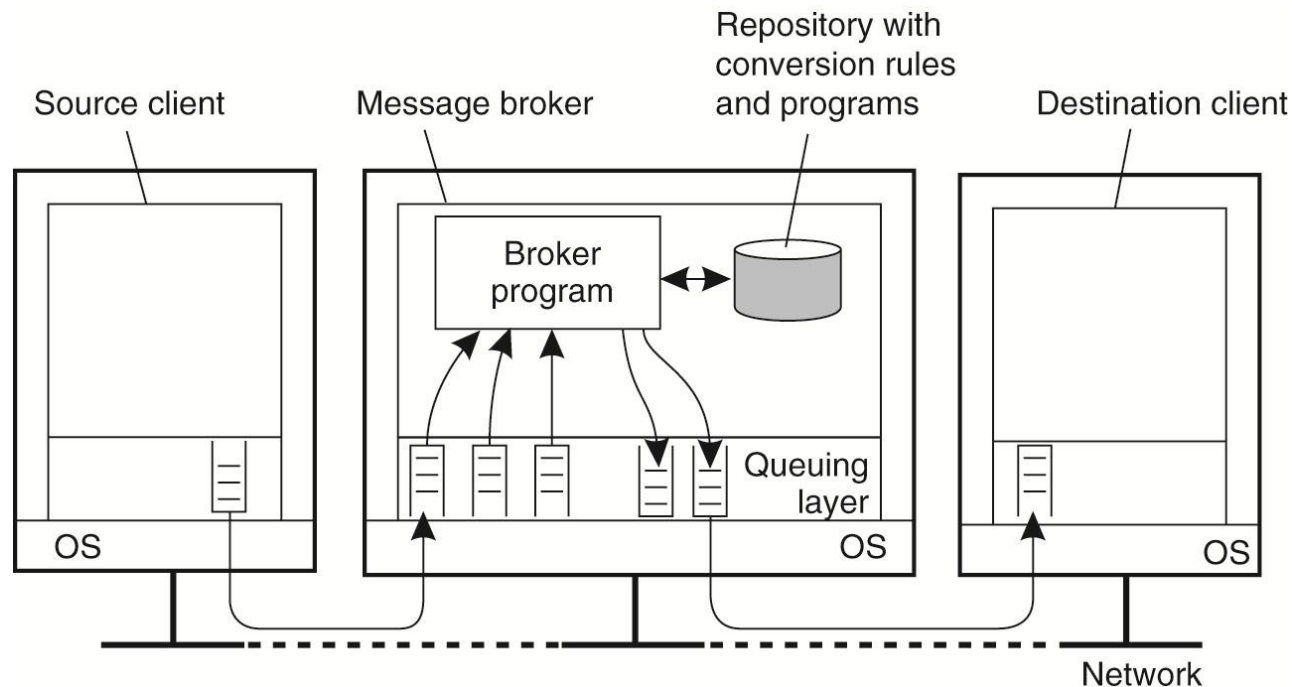 Repository with
conversion rules
and programs
Source client
Message broker
Destination client
Broker
program
Queuing
layer
OS
OS
OS
Network